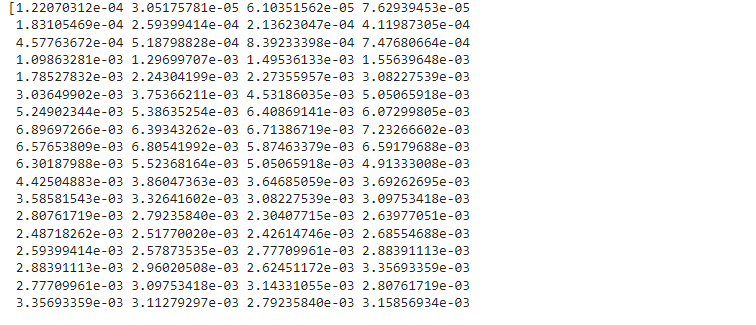 [1.22070312e-04 3.05175781e-05 6.10351562e-05 7.62939453e-05
1.83105469e-04 2.59399414e-04 2.13623047e-04 4.11987305e-04
4.57763672e-04 5.18798828e-04 8.39233398e-04 7.47680664e-04
1.09863281e-03 1.29699707e-03 1.49536133e-03 1.55639648e-03
1.78527832e-03 2.24304199e-03 2.27355957e-03 3.08227539e-03
3.03649902e-03 3.75366211e-03 4.53186035e-03 5.05065918e-03
5.24902344e-03 5.38635254e-03 6.40869141e-03 6.07299805e-03
6.89697266e-03 6.39343262e-03 6.71386719e-03 7.23266602e-03
6.57653809e-03 6.80541992e-03 5.87463379e-03 6.59179688e-03
6.30187988e-03 5.52368164e-03 5.05065918e-03 4.91333008e-03
4.42504883e-03 3.86047363e-03 3.64685059e-03 3.69262695e-03
3.58581543e-03 3.32641602e-03 3.08227539e-03 3.09753418e-03
2.80761719e-03 2.79235840e-03 2.30407715e-03 2.63977051e-03
2.48718262e-03 2.51770020e-03 2.42614746e-03 2.68554688e-03
2.59399414e-03 2.57873535e-03 2.77709961e-03 2.88391113e-03
2.88391113e-03 2.96020508e-03 2.62451172e-03 3.35693359e-03
2.77709961e-03 3.09753418e-03 3.14331055e-03 2.80761719e-03
3.35693359e-03 3.11279297e-03 2.79235840e-03 3.15856934e-03